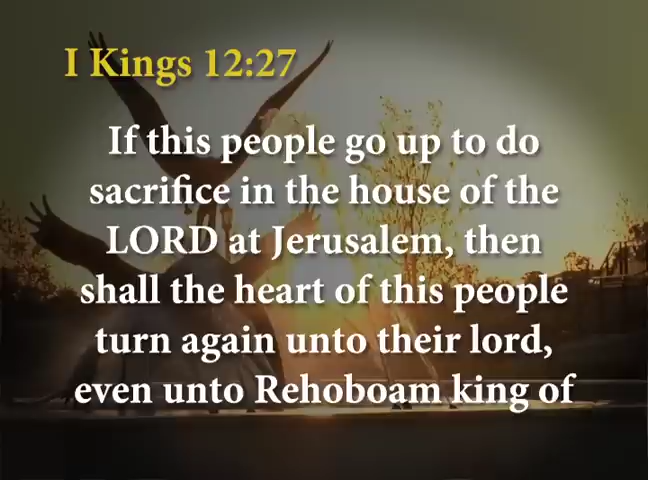 I Kings 12:27
If this people go up to do
sacrifice in the house of the
LORD at Jerusalem, then
shall the heart of this people
turn again unto their lord,
even unto Rehoboam king of